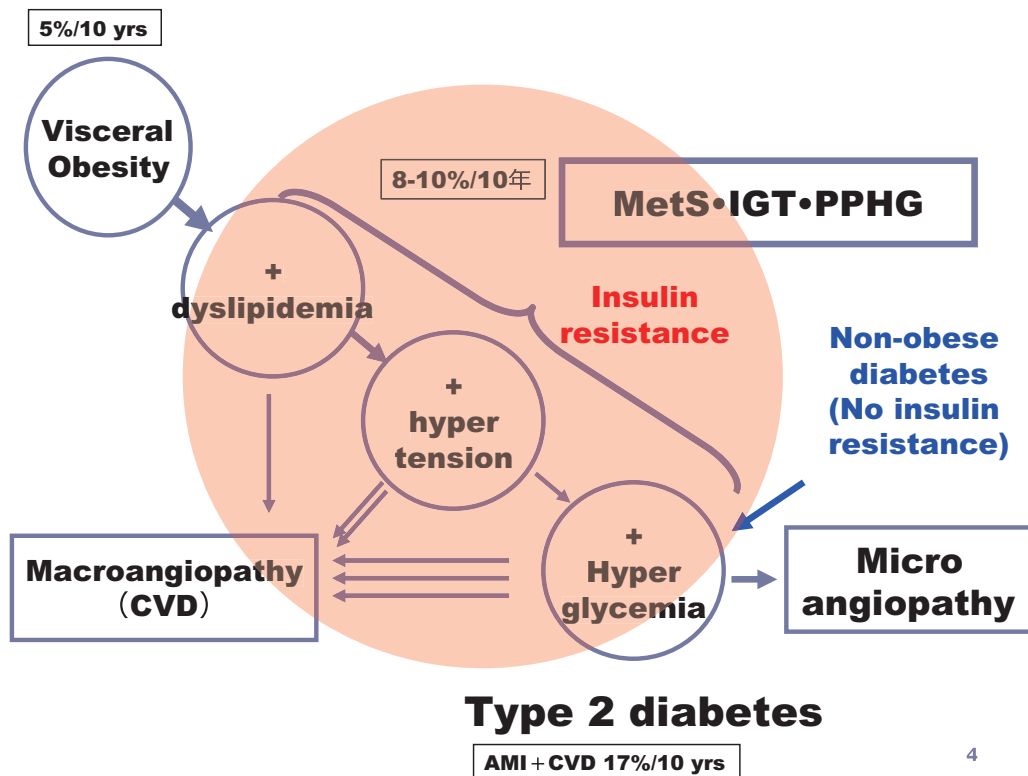 5%/10 yrs
Visceral
Obesity
8-10%/10年
MetS•IGT•PPHG
+
dyslipidemia
Insulin
resistance
Non-obese
diabetes
(No insulin
resistance)
+
hyper
tension
+
Hyper
glycemia
Macroangiopathy
（CVD）
Micro
angiopathy
Type 2 diabetes
AMI＋CVD 17%/10 yrs
4